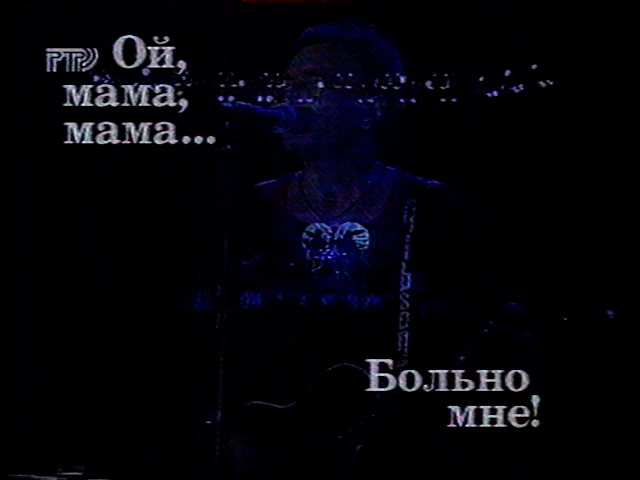 РТР
Ой,
мама,
мама...
Больно
мне!